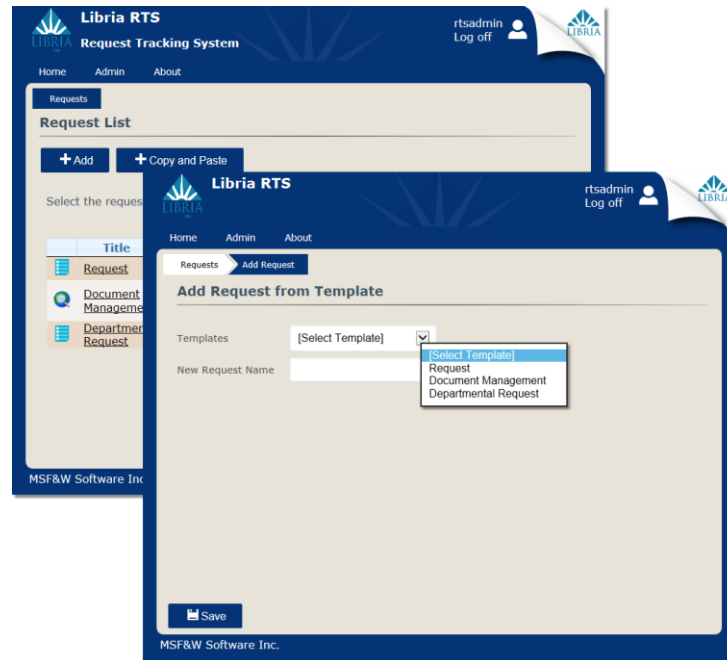 Libria RTS
Request Tracking System
LIBRIA
rtsadmin
Log off
LIBRIA
Home Admin About
Requests
Request List
Add Copy and Paste
Select the reques
Title
Request
Document
Manageme
Departmen
Request
MSF&W Software Inc
Libria RTS
LIBRIA
rtsadmin
Log off
LIBRIA
Home Admin About
Requests Add Request
Add Request from Template
Templates [Select Template]
[Select Template]
Request
Document Management
Departmental Request
New Request Name
Save
MSF&W Software Inc.